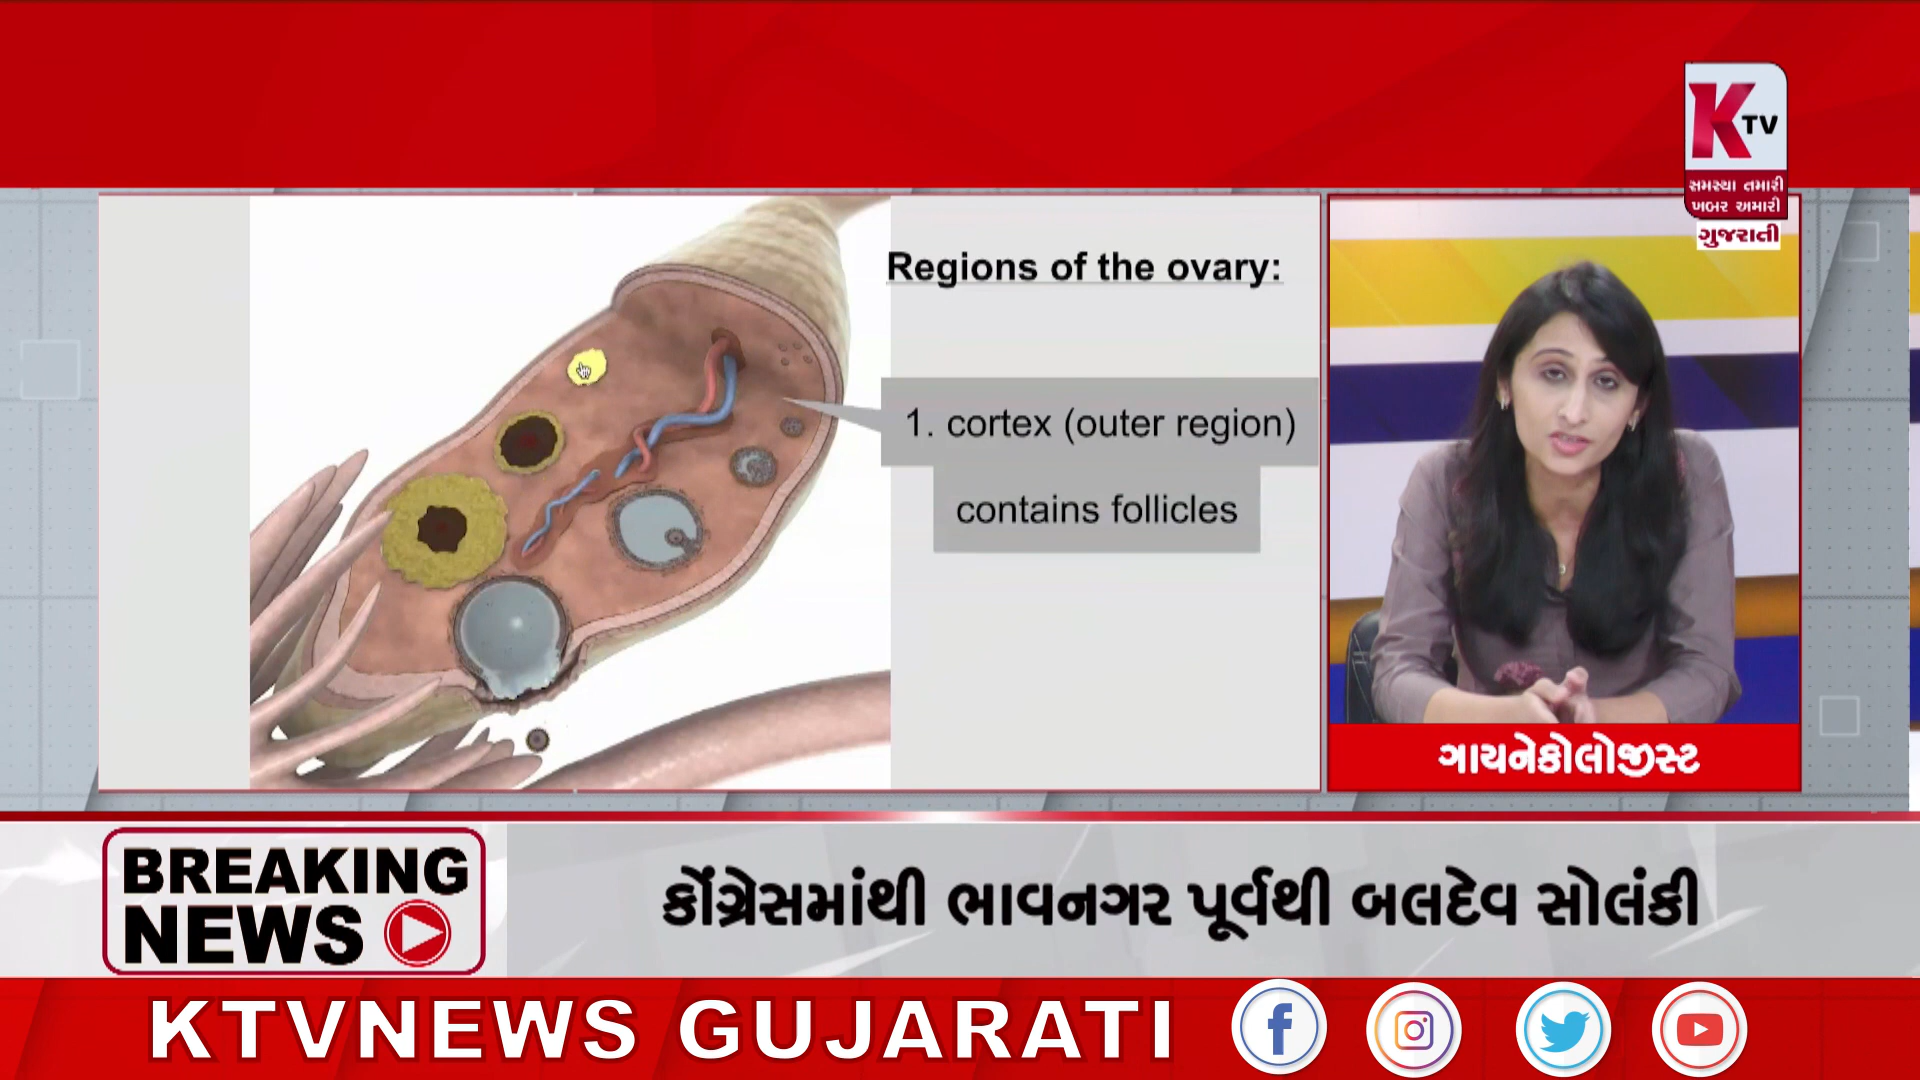 K TV
સમસ્યા તમારી
ખબર અમારી
ગુજરાતી
Regions of the ovary:
1. cortex (outer region)
contains follicles
ગાયનેકોલોજીસ્ટ
BREAKING
NEWS
કોંગ્રેસમાંથી ભાવનગર પૂર્વથી બલદેવ સોલંકી
KTVNEWS GUJARATI